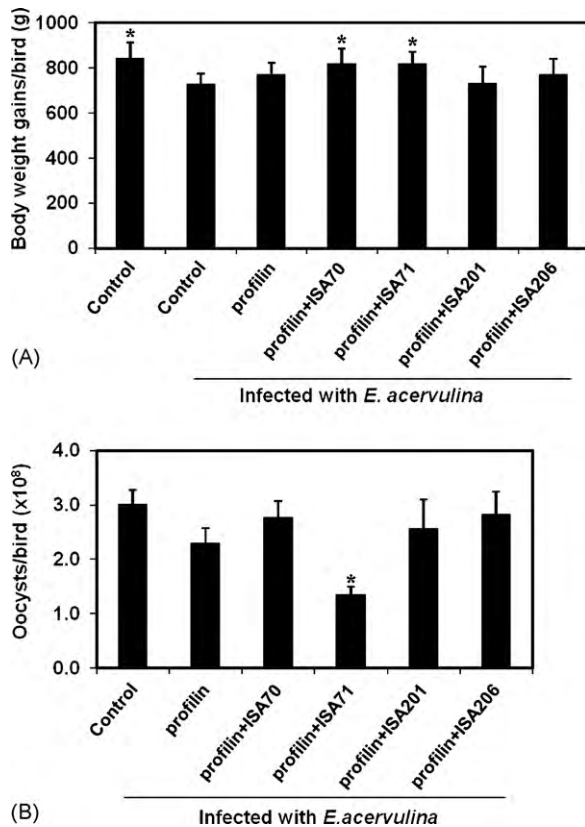 1000
800
600
400
200
0
Body weight gains/bird (g)
*
*
*
Control
Control
profilin
profilin+ISA70
profilin+ISA71
profilin+ISA201
profilin+ISA206
(A)
Infected with E. acervulina
4.0
3.0
2.0
1.0
0.0
Oocysts/bird (x10⁸)
*
Control
profilin
profilin+ISA70
profilin+ISA71
profilin+ISA201
profilin+ISA206
(B)
Infected with E.acervulina